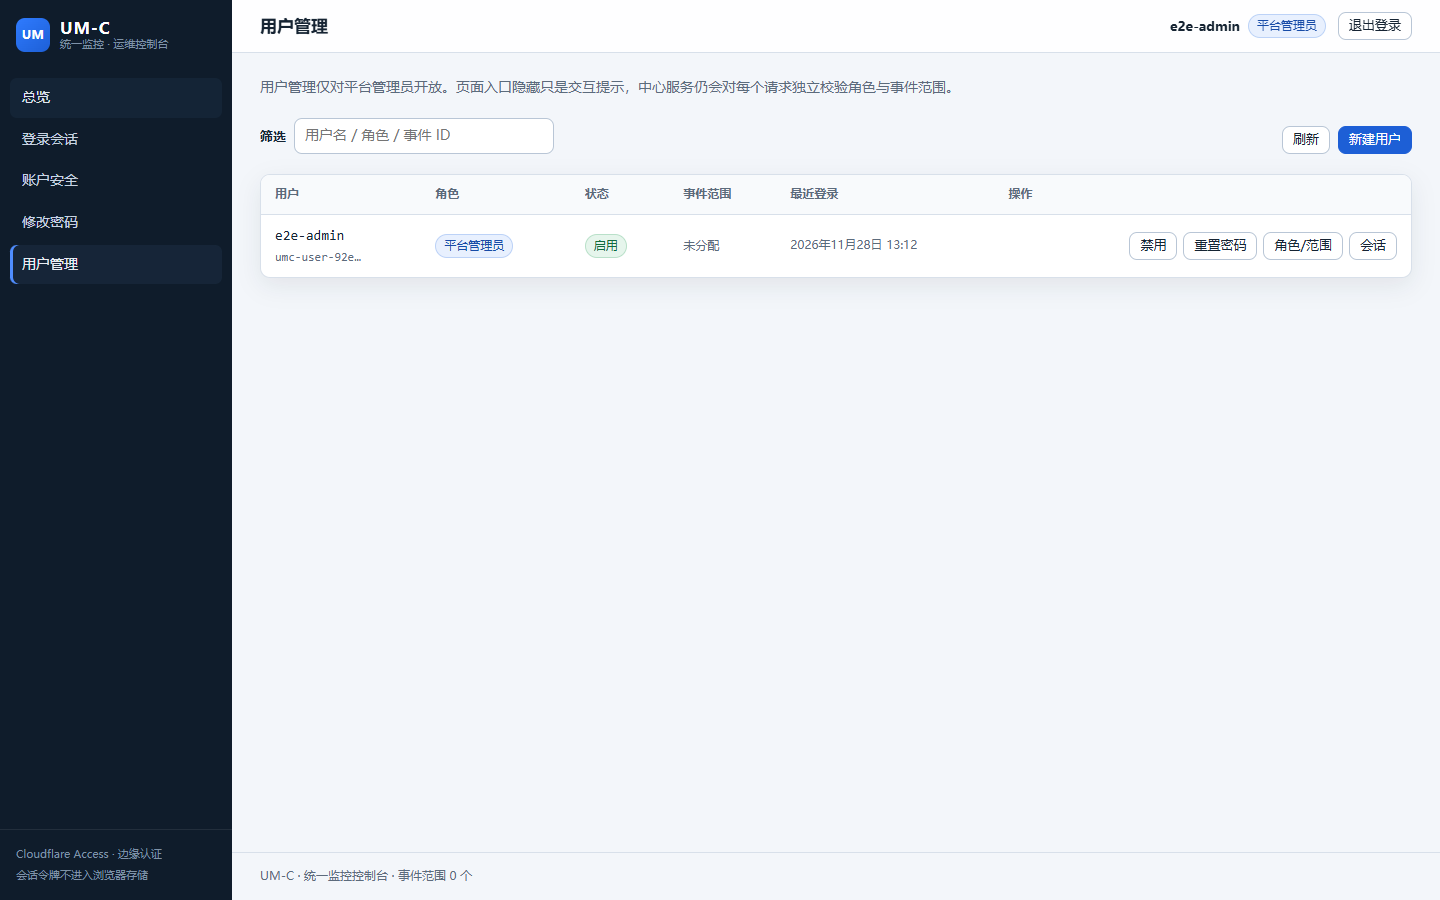 UM
UM-C
统一监控 · 运维控制台
总览
登录会话
账户安全
修改密码
用户管理
Cloudflare Access · 边缘认证
会话令牌不进入浏览器存储
用户管理
e2e-admin 平台管理员 退出登录
用户管理仅对平台管理员开放。页面入口隐藏只是交互提示，中心服务仍会对每个请求独立校验角色与事件范围。
筛选 用户名 / 角色 / 事件 ID 刷新 新建用户
用户 角色 状态 事件范围 最近登录 操作
e2e-admin 平台管理员 启用 未分配 2026年11月28日 13:12 禁用 重置密码 角色/范围 会话
umc-user-92e…
UM-C · 统一监控控制台 · 事件范围 0 个